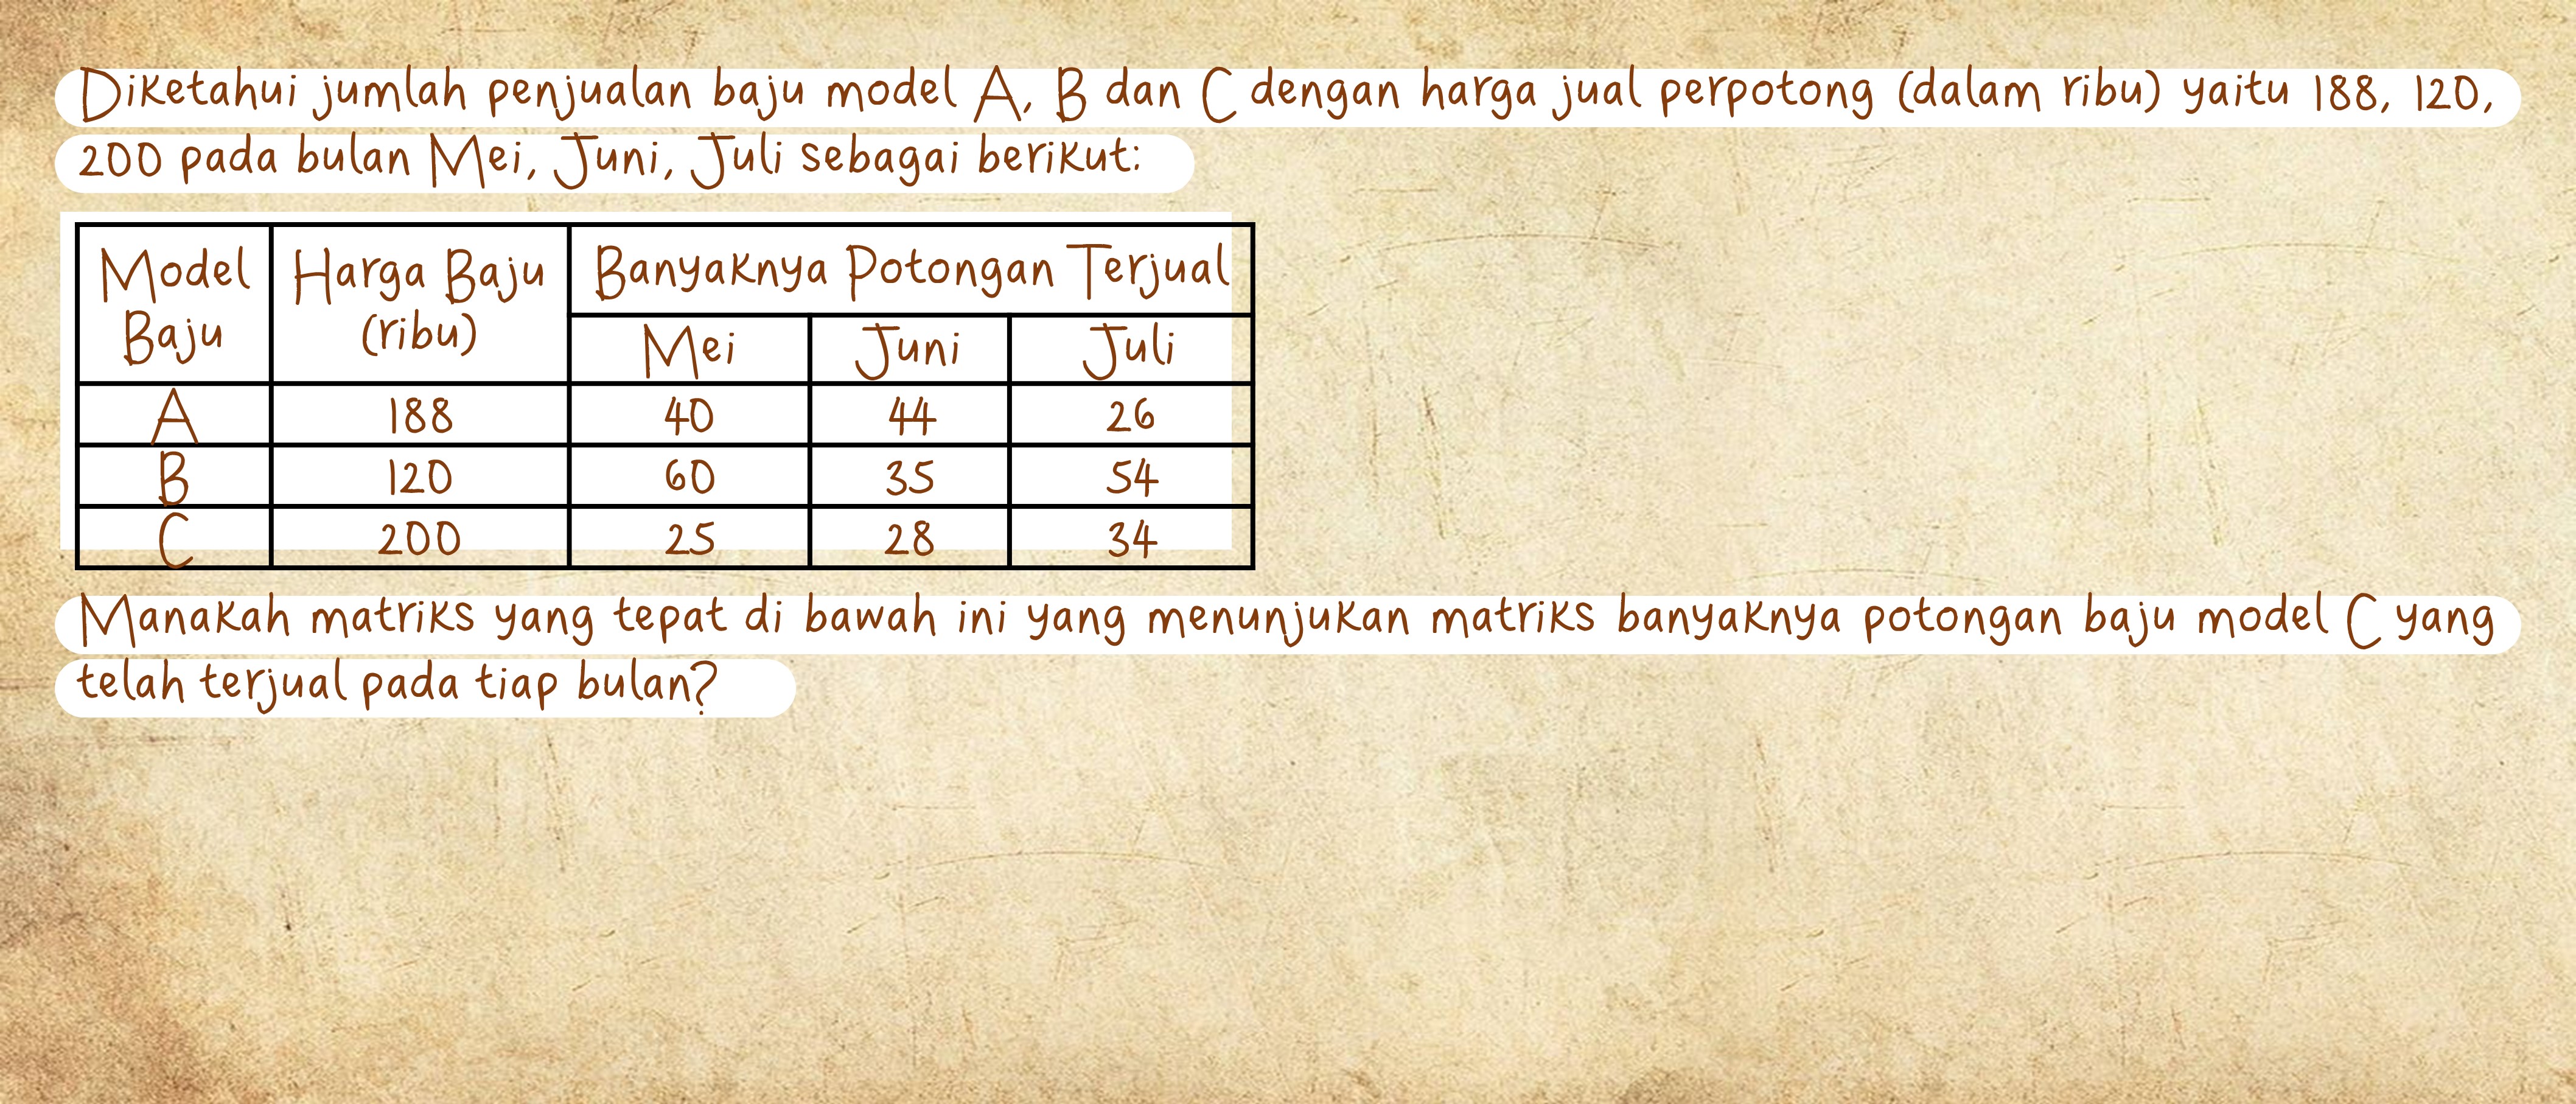 Diketahui jumlah penjualan baju model A, B dan C dengan harga jual perpotong (dalam ribu) yaitu 188, 120,
200 pada bulan Mei, Juni, Juli sebagai berikut:
Model Baju Harga Baju (ribu) Banyaknya Potongan Terjual
Mei Juni Juli
A 188 40 44 26
B 120 60 35 54
C 200 25 28 34
Manakah matriks yang tepat di bawah ini yang menunjukan matriks banyaknya potongan baju model C yang
telah terjual pada tiap bulan?